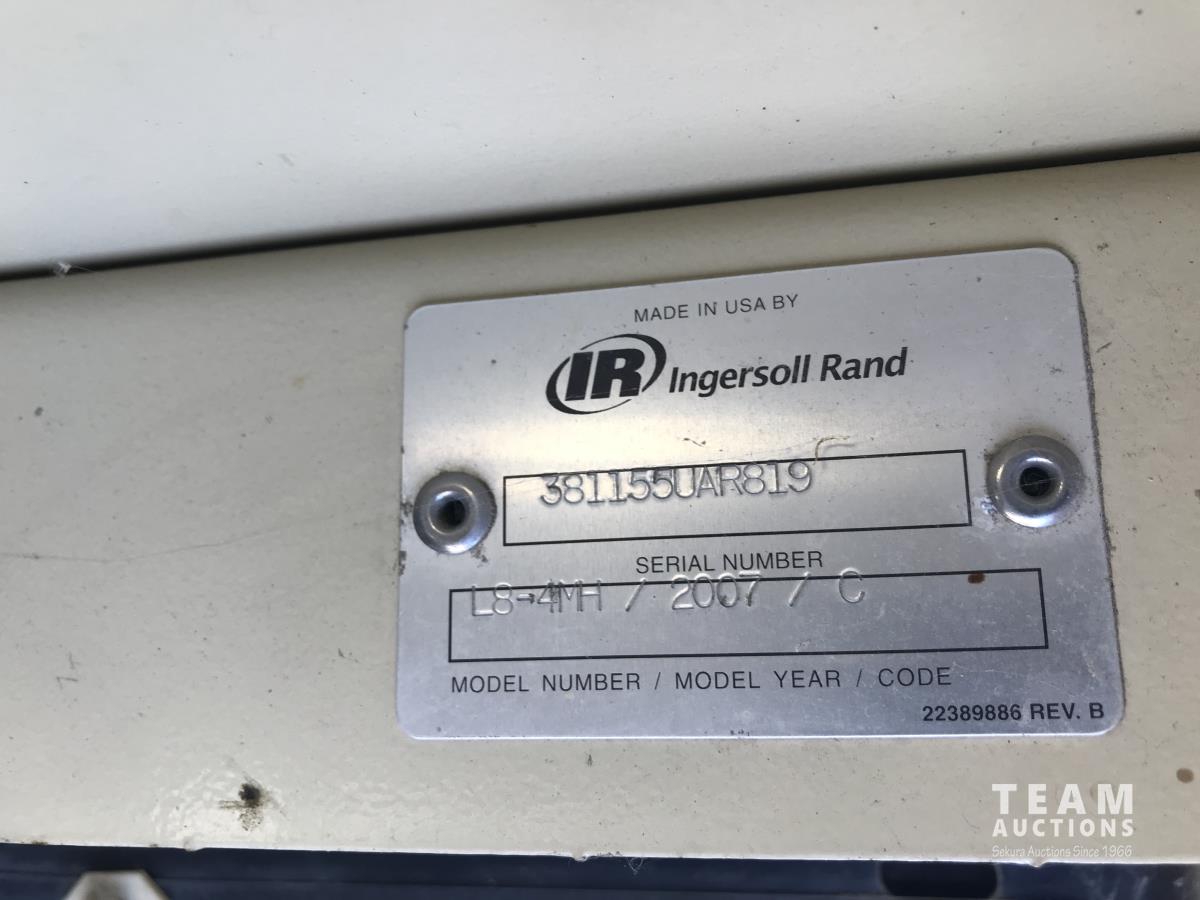 MADE IN USA BY
IR Ingersoll Rand
381155UAR819
SERIAL NUMBER
L8-4MH / 2007 / C
MODEL NUMBER / MODEL YEAR / CODE
22389886 REV. B
TEAM
AUCTIONS
Sekura Auctions Since 1966